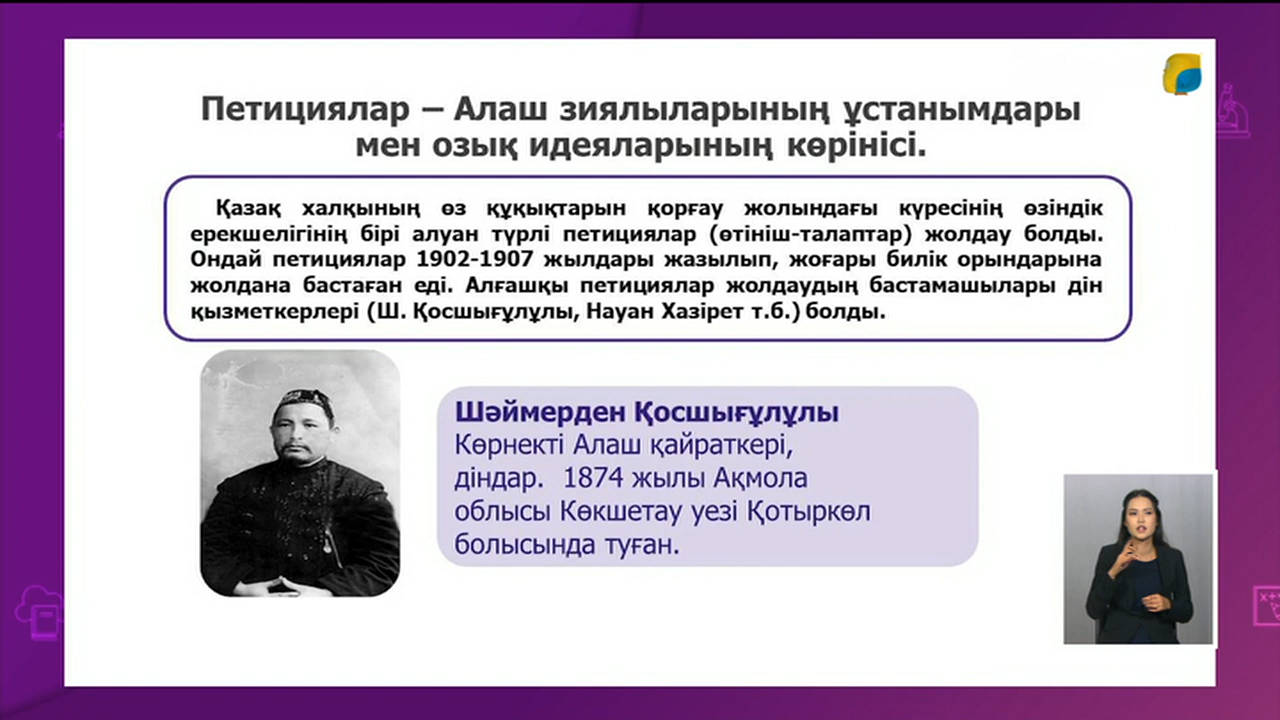 Петициялар – Алаш зиялыларының ұстанымдары
мен озық идеяларының көрінісі.
Қазақ халқының өз құқықтарын қорғау жолындағы күресінің өзіндік
ерекшелігінің бірі алуан түрлі петициялар (өтініш-талаптар) жолдау болды.
Ондай петициялар 1902-1907 жылдары жазылып, жоғары билік орындарына
жолдана бастаған еді. Алғашқы петициялар жолдаудың бастамашылары дін
қызметкерлері (Ш. Қосшығұлұлы, Науан Хазірет т.б.) болды.
Шәймерден Қосшығұлұлы
Көрнекті Алаш қайраткері,
діндар. 1874 жылы Ақмола
облысы Көкшетау уезі Қотыркөл
болысында туған.